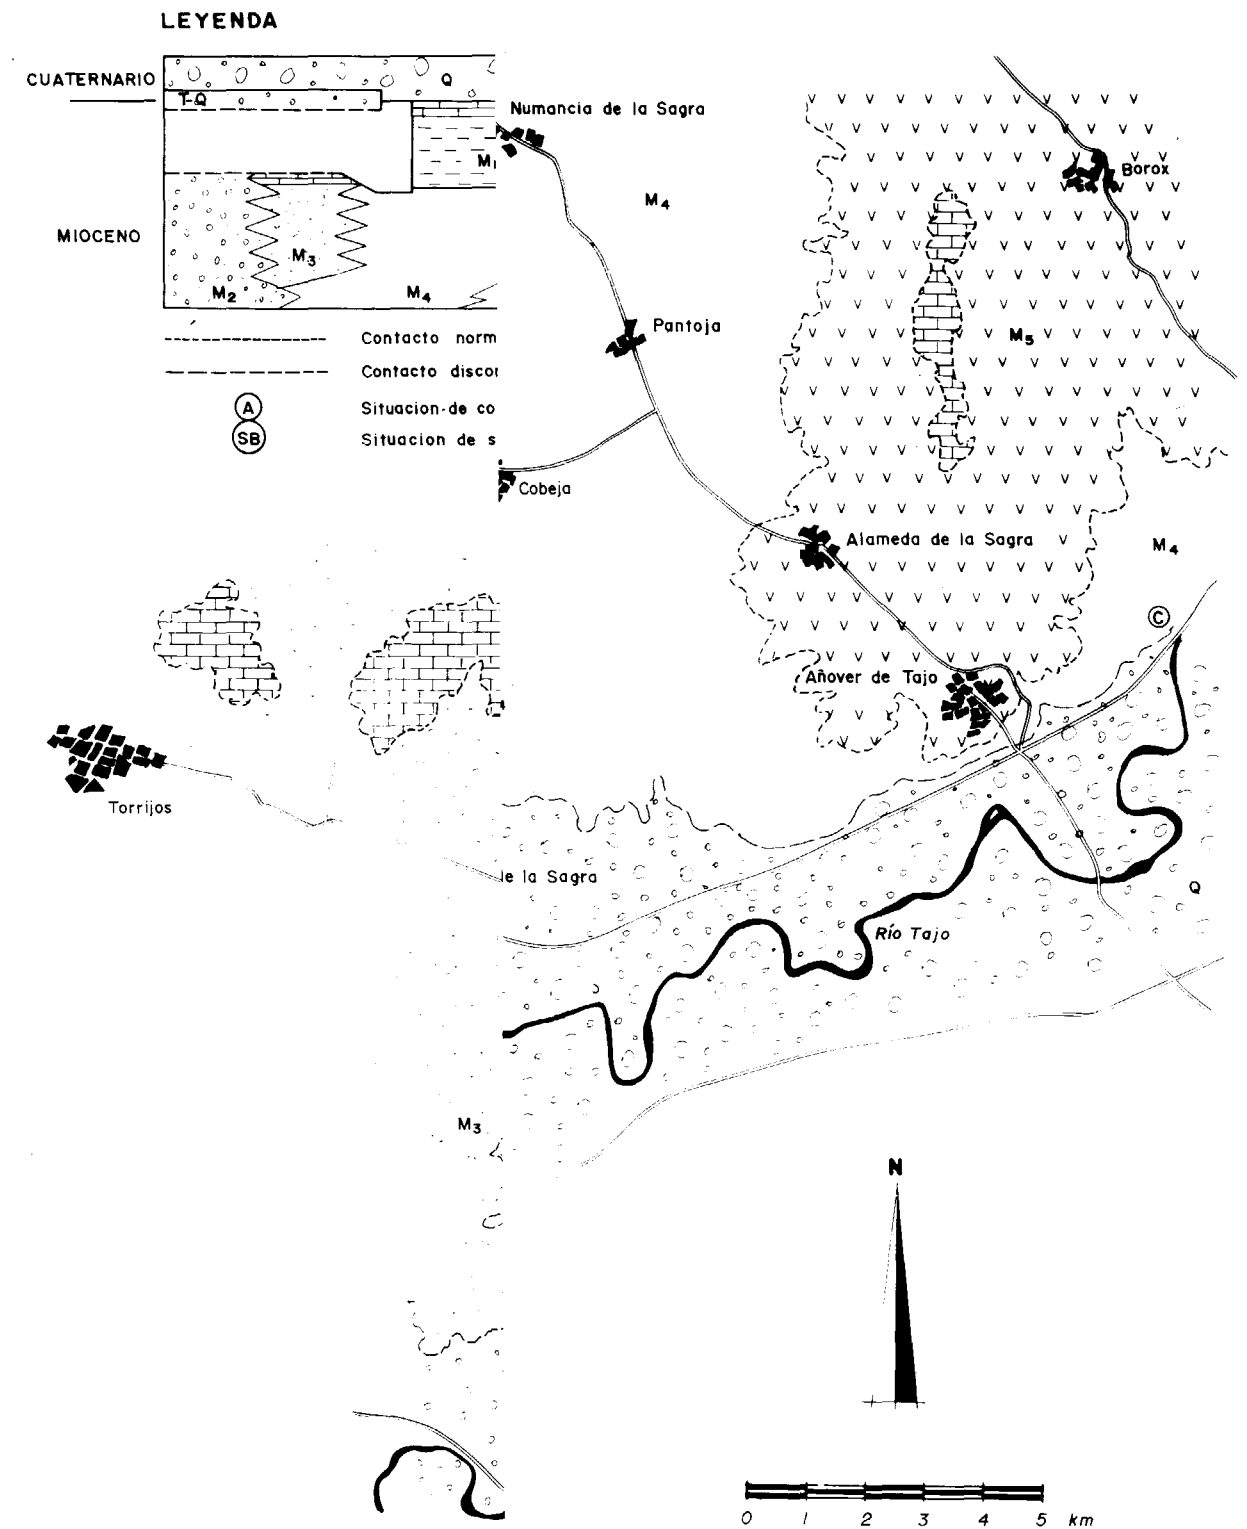 LEYENDA
CUATERNARIO
Q
T-Q
M1
MIOCENO
M3
M2
M4
Contacto norm
Contacto discor
A
Situacion de co
SB
Situacion de s
Numancia de la Sagra
M4
Borox
Pantoja
M5
Cobeja
Alameda de la Sagra
M4
C
Añover de Tajo
Torrijos
le la Sagra
Q
Río Tajo
M3
N
0 1 2 3 4 5 km